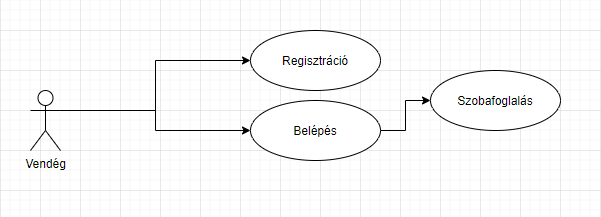 Regisztráció
Szobafoglalás
Belépés
Vendég